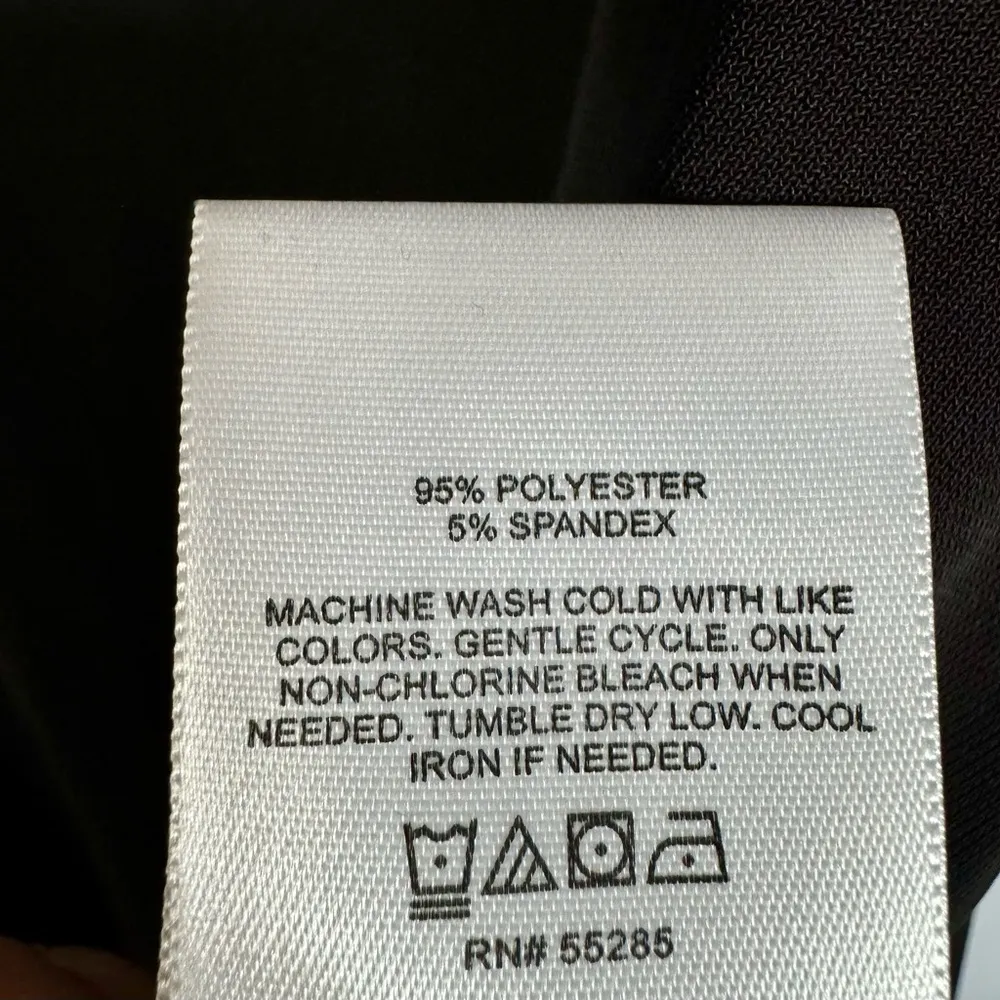 95% POLYESTER
5% SPANDEX
MACHINE WASH COLD WITH LIKE
COLORS. GENTLE CYCLE. ONLY
NON-CHLORINE BLEACH WHEN
NEEDED. TUMBLE DRY LOW. COOL
IRON IF NEEDED.
RN# 55285